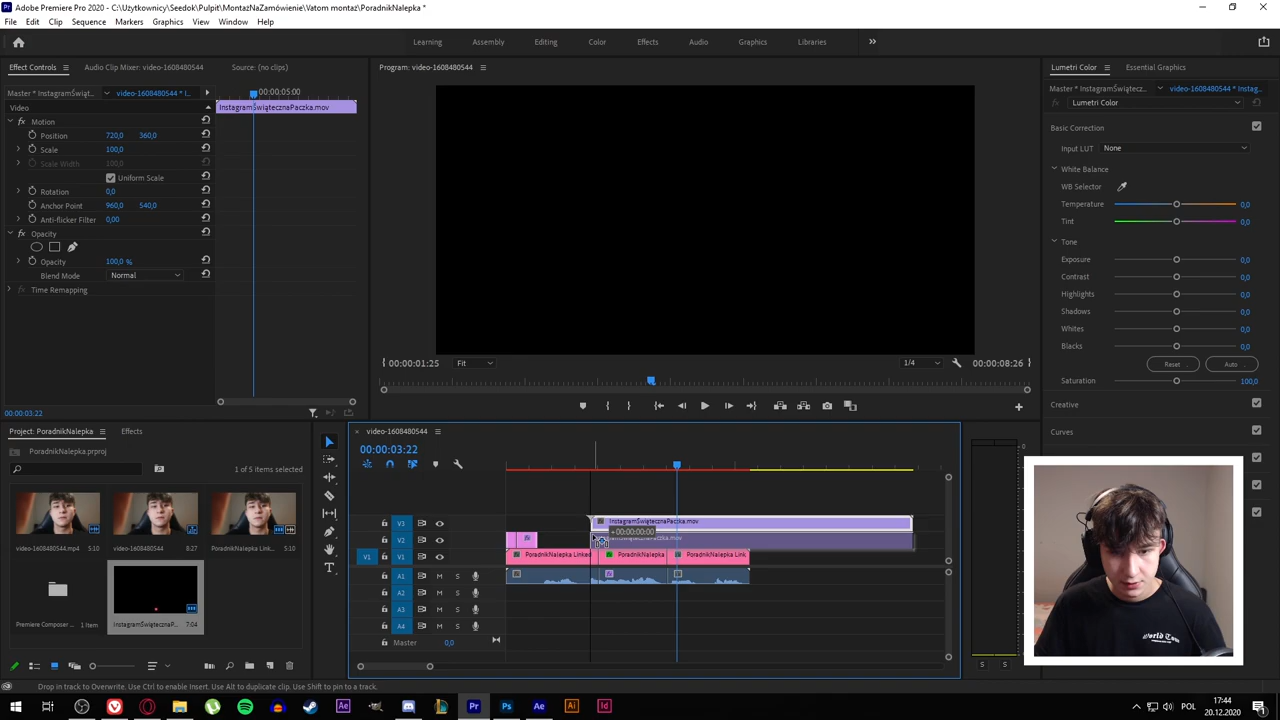 Adobe Premiere Pro 2020 - C:\Użytkownicy\Seedok\Pulpit\MontażNaZamówienie\Vatom montaż\PoradnikNalepka *
File Edit Clip Sequence Markers Graphics View Window Help
Learning Assembly Editing Color Effects Audio Graphics Libraries
Effect Controls Audio Clip Mixer: video-1608480544 Source: (no clips) Program: video-1608480544 Lumetri Color Essential Graphics
Master * InstagramŚwiąt... video-1608480544 * I... 00:00:05:00 Master * InstagramŚwiątecz... video-1608480544 * Instag...
Video InstagramŚwiątecznaPaczka.mov Lumetri Color
Motion
Position 720,0 360,0
Scale 100,0
Scale Width 100,0
Uniform Scale
Rotation 0,0
Anchor Point 960,0 540,0
Anti-flicker Filter 0,00
Opacity
Opacity 100,0 %
Blend Mode Normal
Time Remapping
00:00:03:22
00:00:01:25 Fit 1/4 00:00:08:26
Basic Correction
Input LUT None
White Balance
WB Selector
Temperature 0,0
Tint 0,0
Tone
Exposure 0,0
Contrast 0,0
Highlights 0,0
Shadows 0,0
Whites 0,0
Blacks 0,0
Reset Auto
Saturation 100,0
Creative
Curves
Project: PoradnikNalepka Effects
PoradnikNalepka.prproj
1 of 5 items selected
video-1608480544.mp4 5:10 video-1608480544 8:27 PoradnikNalepka Link... 5:10
Premiere Composer ... 1 Item InstagramŚwiątecznaP... 7:04
video-1608480544
00:00:03:22
V3 InstagramŚwiątecznaPaczka.mov
+00:00:00:00
V2
V1 V1 PoradnikNalepka Linked PoradnikNalepka PoradnikNalepka Link
A1 M S
A2 M S
A3 M S
A4 M S
Master 0,0
0
S S
World Tour
Drop in track to Overwrite. Use Ctrl to enable Insert. Use Alt to duplicate clip. Use Shift to pin to a track.
POL 17:44
20.12.2020